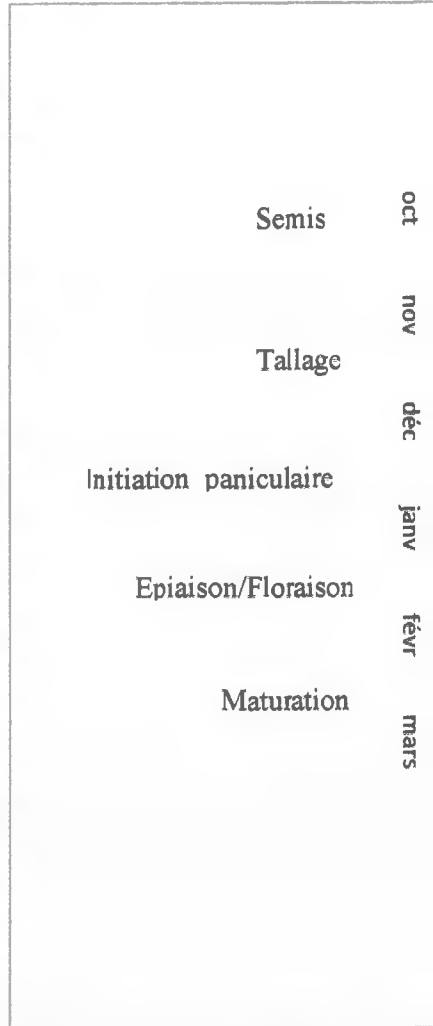 oct
Semis
nov
Tallage
déc
Initiation paniculaire
janv
Epiaison/Floraison
févr
Maturation
mars